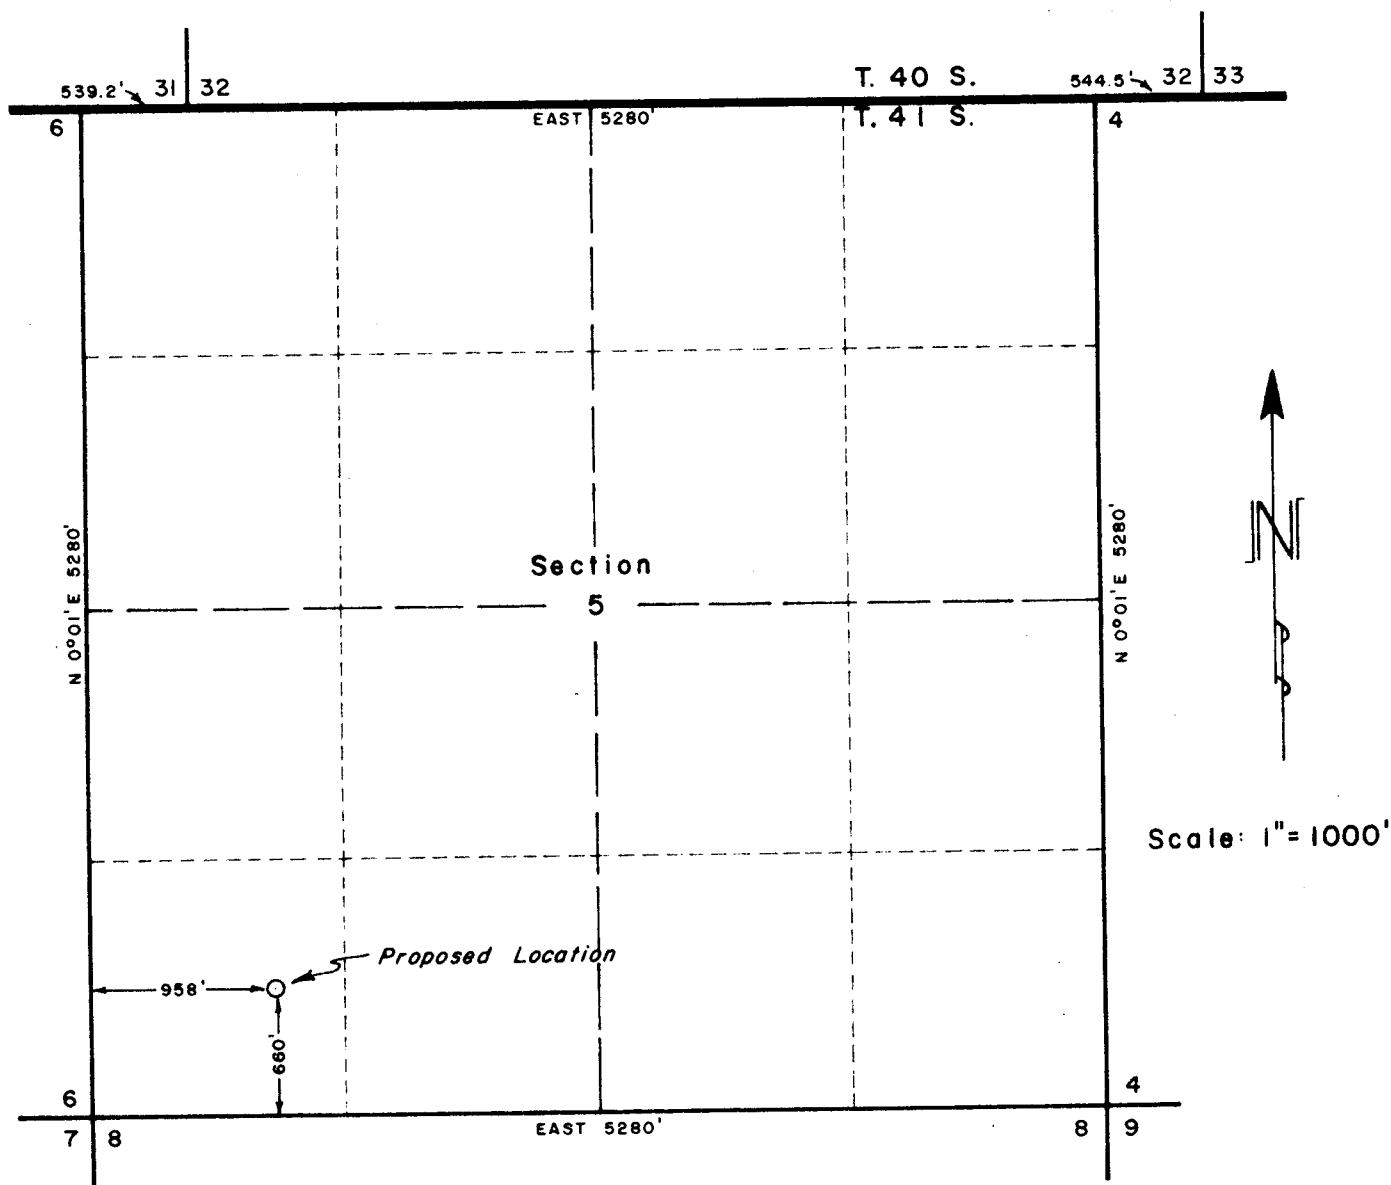 539.2' 31 32 T. 40 S. 544.5' 32 33
6 EAST 5280' T. 41 S. 4
N 0°01' E 5280'
Section
5
N 0°01' E 5280'
N
Scale: 1"=1000'
Proposed Location
958'
660'
6 4
7 8 EAST 5280' 8 9